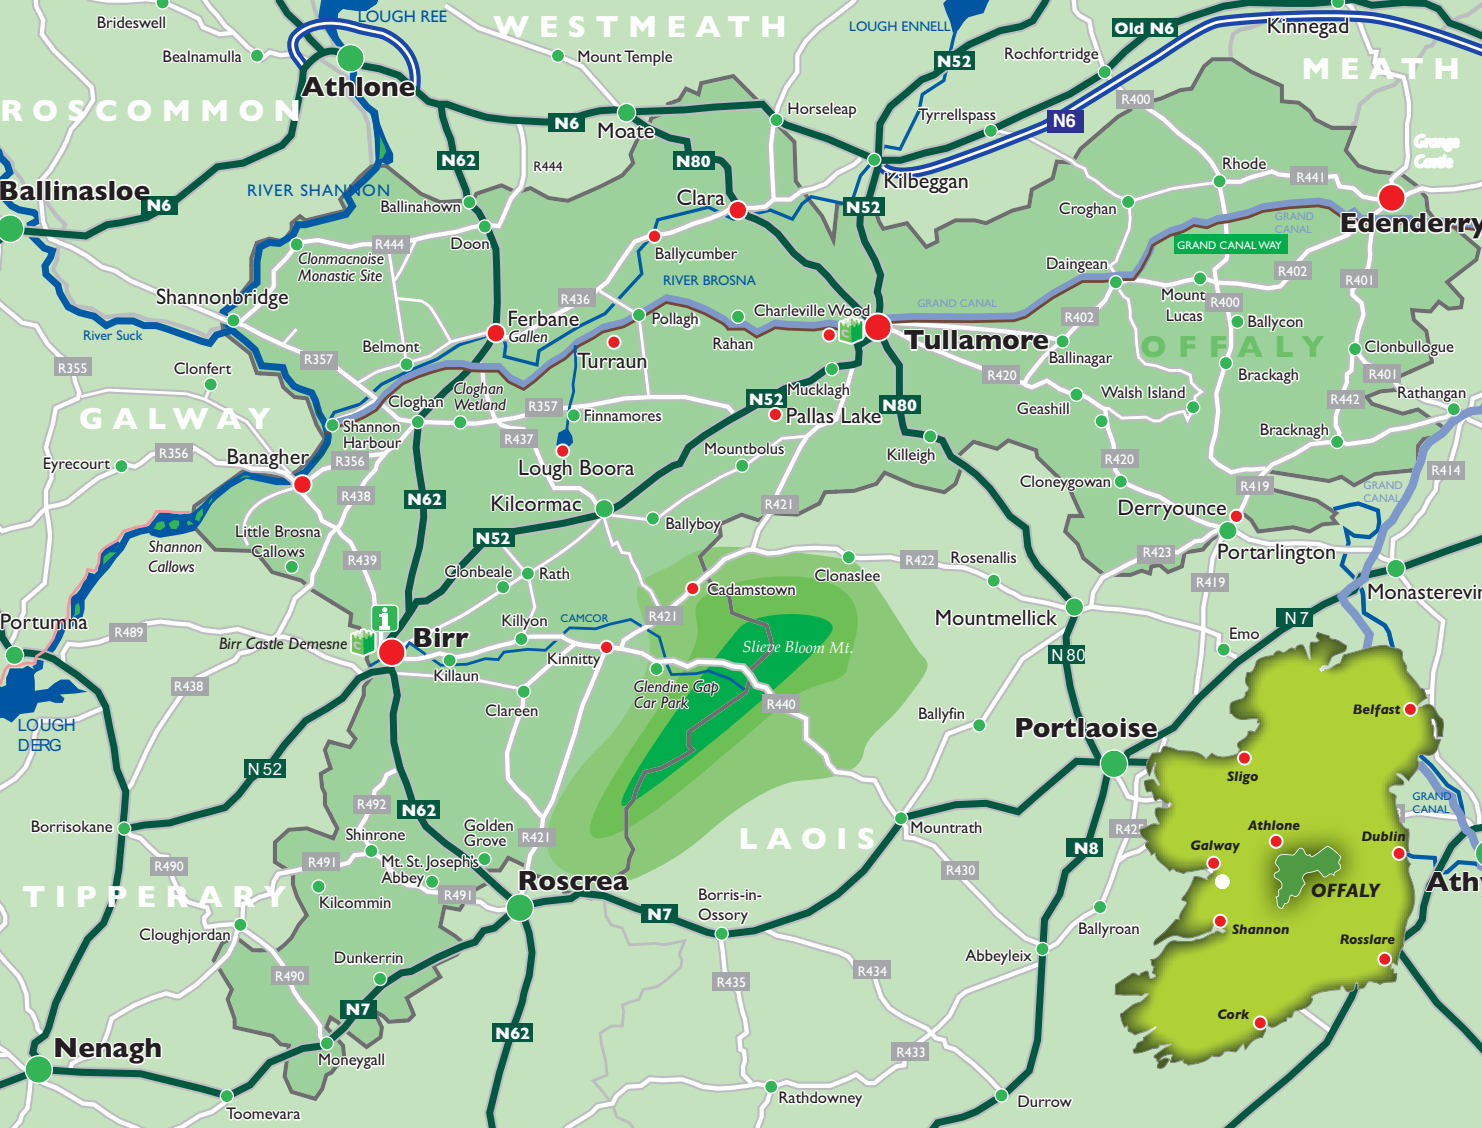 Brideswell
LOUGH REE
WESTMEATH
LOUGH ENNELL
Old N6
Kinnegad
Bealnamulla
Mount Temple
N52
Rochfortridge
MEATH
Athlone
ROSCOMMON
N6
Moate
Horseleap
Tyrrellspass
R400
N6
Grange
Castle
N62
R444
N80
Kilbeggan
Rhode
R441
Ballinasloe
N6
RIVER SHANNON
Ballinahown
Clara
N52
Croghan
GRAND
CANAL
Edenderry
Doon
R444
Clonmacnoise
Monastic Site
Ballycumber
GRAND CANAL WAY
Daingean
R402
R401
RIVER BROSNA
Shannonbridge
R436
Charleville Wood
GRAND CANAL
Mount
Lucas
R400
River Suck
Ferbane
Gallen
Pollagh
Rahan
Tullamore
R402
Ballycon
OFFALY
Clonbullogue
R355
R357
Belmont
Turraun
Ballinagar
Clonfert
Mucklagh
R420
Brackagh
R401
Cloghan
Cloghan
Wetland
N52
N80
Geashill
Walsh Island
R442
Rathangan
GALWAY
Shannon
Harbour
R357
Finnamores
Pallas Lake
Bracknagh
R437
Eyrecourt
R356
Banagher
R356
Lough Boora
Mountbolus
Killeigh
R420
R414
R438
N62
Kilcormac
R421
Cloneygowan
R419
GRAND
CANAL
Derryounce
Little Brosna
Callows
N52
Ballyboy
Portarlington
Shannon
Callows
R439
R422
Rosenallis
R423
Clonbeale
Rath
Clonaslee
R419
Monasterevin
Cadamstown
Portumna
R489
Birr Castle Demesne
i
Birr
Killyon
CAMCOR
R421
Mountmellick
N7
Emo
Slieve Bloom Mt.
Kinnitty
N80
Killaun
R438
Glendine Gap
Car Park
Clareen
R440
Ballyfin
Belfast
LOUGH
DERG
Portlaoise
N52
Sligo
GRAND
CANAL
R492
N62
Borrisokane
Shinrone
Golden
Grove
R421
LAOIS
Mountrath
Athlone
Dublin
N8
Galway
R490
R491
Mt. St. Joseph's
Abbey
Roscrea
R430
OFFALY
TIPPERARY
Kilcommin
R491
Borris-in-
Ossory
N7
Cloughjordan
Ballyroan
Shannon
Rosslare
Dunkerrin
Abbeyleix
R490
R435
R434
N7
Cork
N62
Nenagh
Moneygall
R433
Toomevara
Rathdowney
Durrow